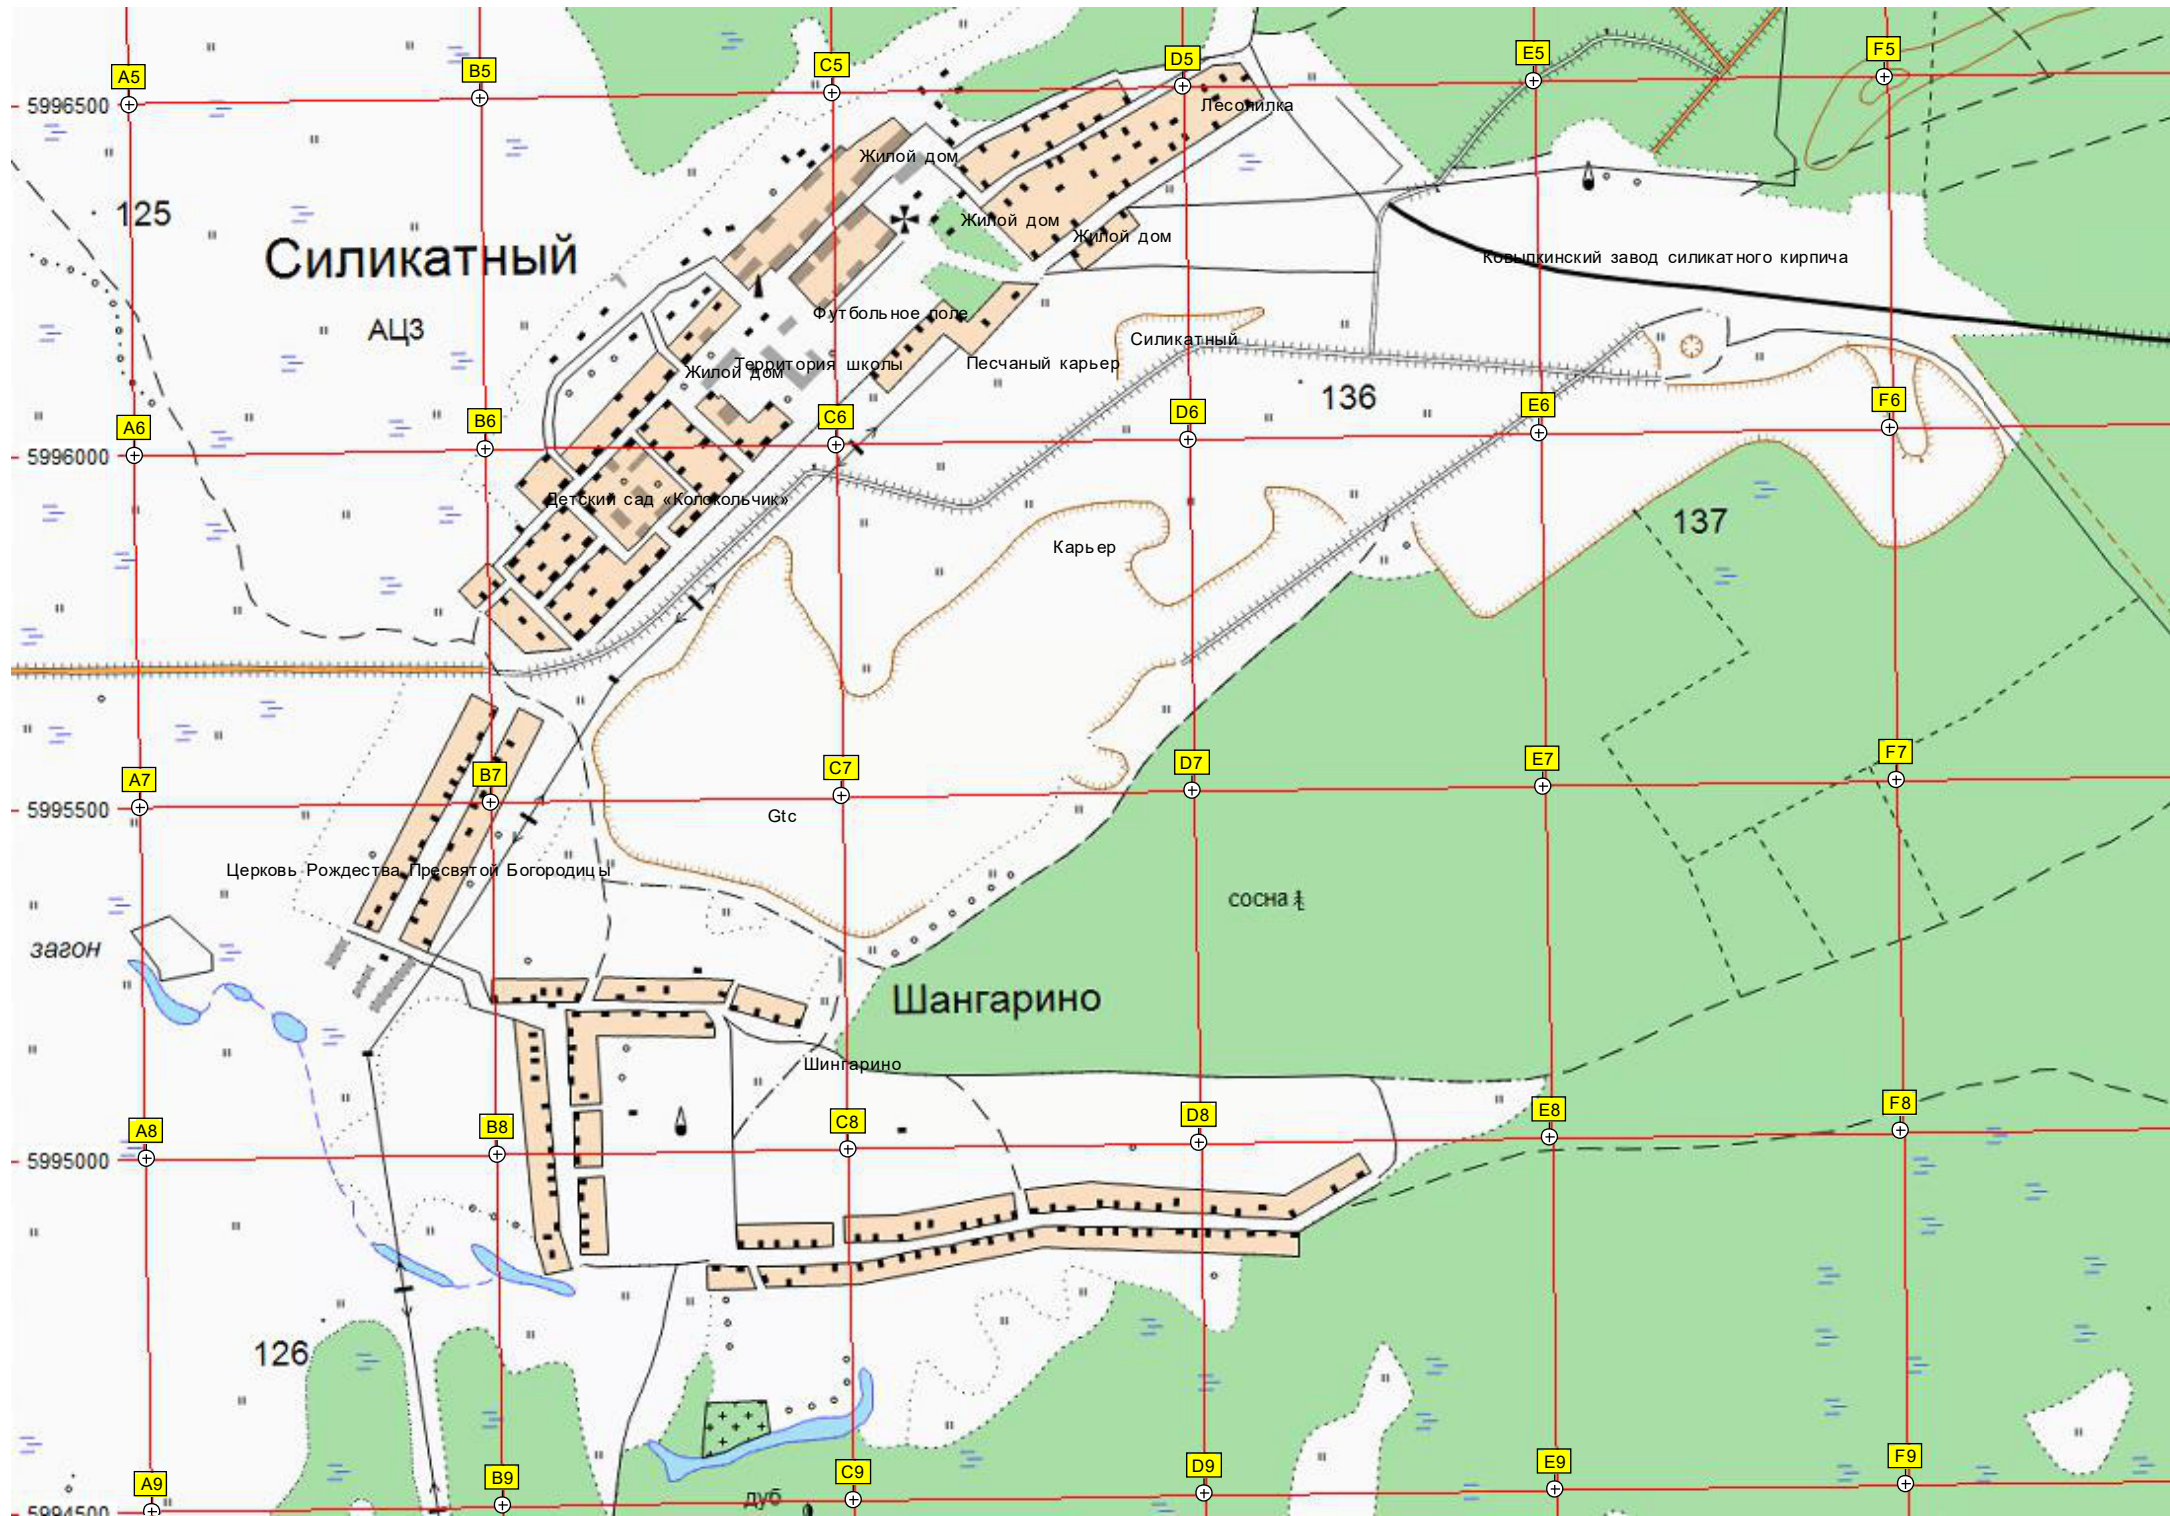 A5
B5
C5
D5
E5
F5
5996500
Лесопилка
Жилой дом
125
Жилой дом
Жилой дом
Силикатный
Ковылкинский завод силикатного кирпича
АЦЗ
Футбольное поле
Силикатный
Территория школы
Песчаный карьер
Жилой дом
136
A6
B6
C6
D6
E6
F6
5996000
Детский сад «Колокольчик»
137
Карьер
A7
B7
C7
D7
E7
F7
5995500
Gtc
Церковь Рождества Пресвятой Богородицы
сосна
загон
Шангарино
Шингарино
A8
B8
C8
D8
E8
F8
5995000
126
A9
B9
C9
D9
E9
F9
дуб
5994500